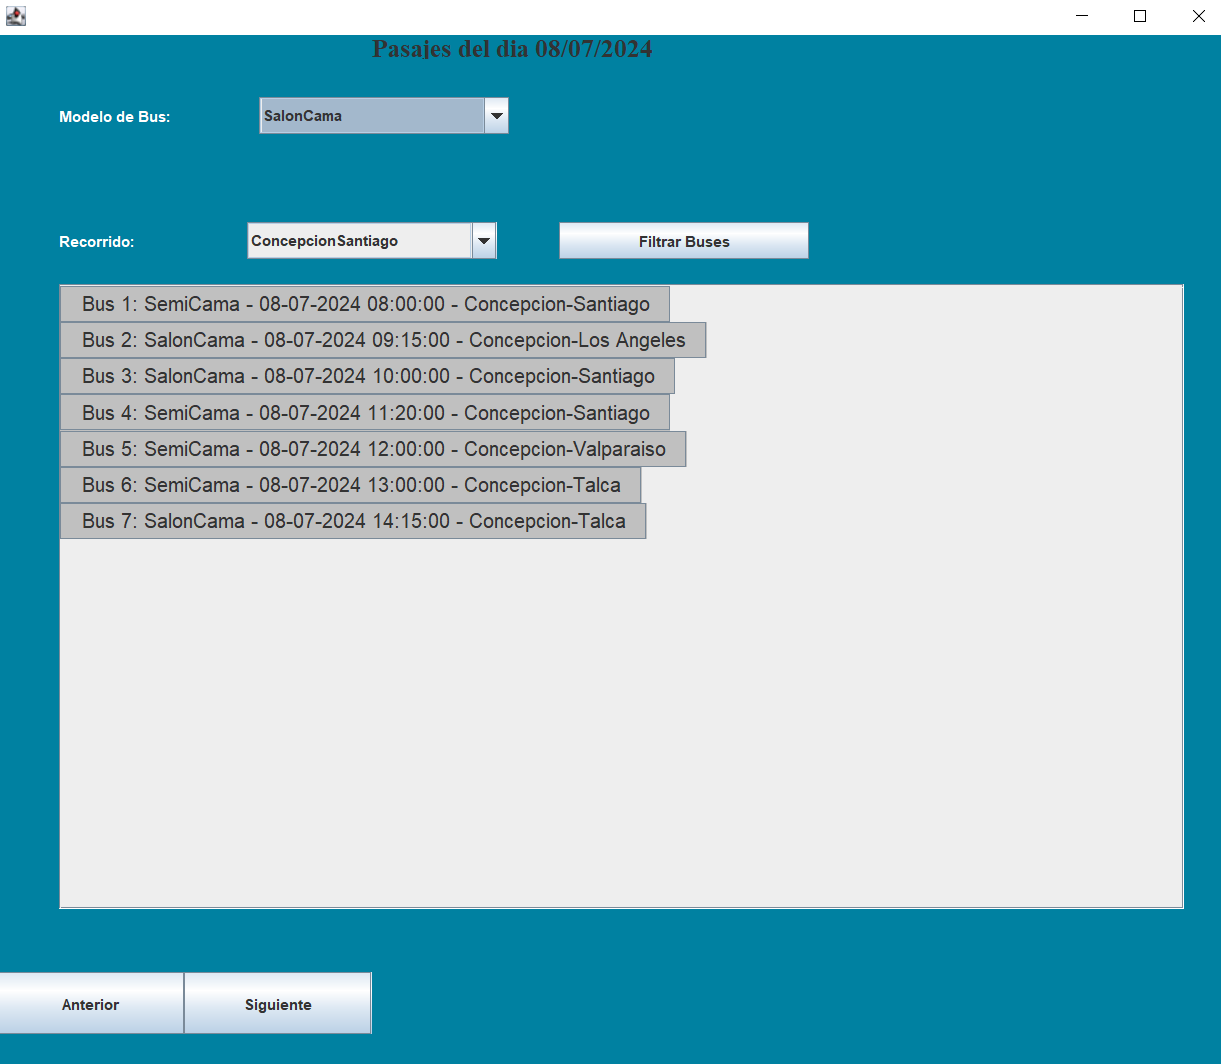 Pasajes del dia 08/07/2024
Modelo de Bus:
SalonCama
Recorrido:
ConcepcionSantiago
Filtrar Buses
Bus 1: SemiCama - 08-07-2024 08:00:00 - Concepcion-Santiago
Bus 2: SalonCama - 08-07-2024 09:15:00 - Concepcion-Los Angeles
Bus 3: SalonCama - 08-07-2024 10:00:00 - Concepcion-Santiago
Bus 4: SemiCama - 08-07-2024 11:20:00 - Concepcion-Santiago
Bus 5: SemiCama - 08-07-2024 12:00:00 - Concepcion-Valparaiso
Bus 6: SemiCama - 08-07-2024 13:00:00 - Concepcion-Talca
Bus 7: SalonCama - 08-07-2024 14:15:00 - Concepcion-Talca
Anterior
Siguiente